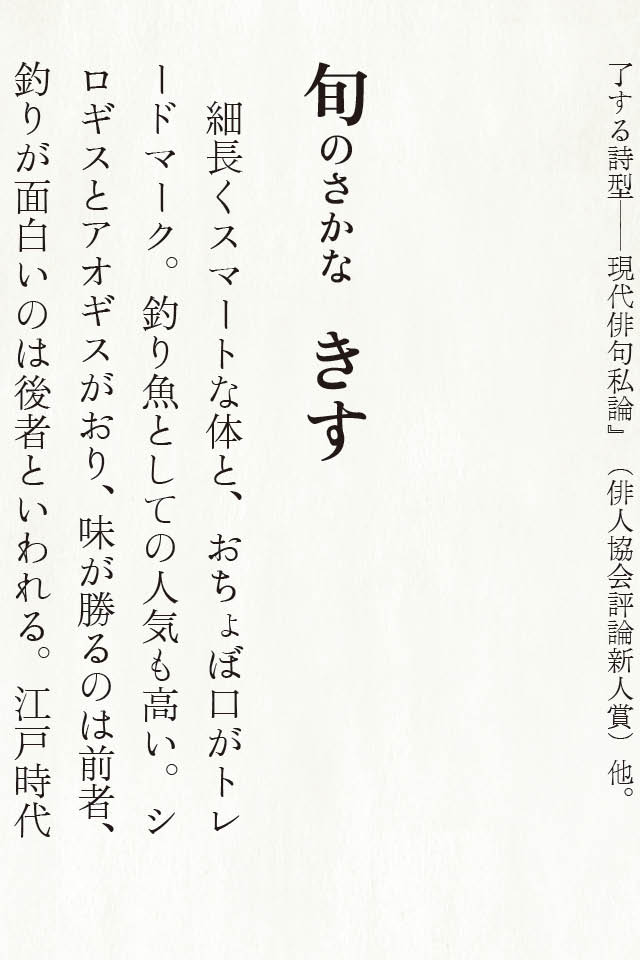 了する詩型――現代俳句私論』（俳人協会評論新人賞）他。
旬のさかな　きす
細長くスマートな体と、おちょぼ口がトレ
ードマーク。釣り魚としての人気も高い。シ
ロギスとアオギスがおり、味が勝るのは前者、
釣りが面白いのは後者といわれる。江戸時代